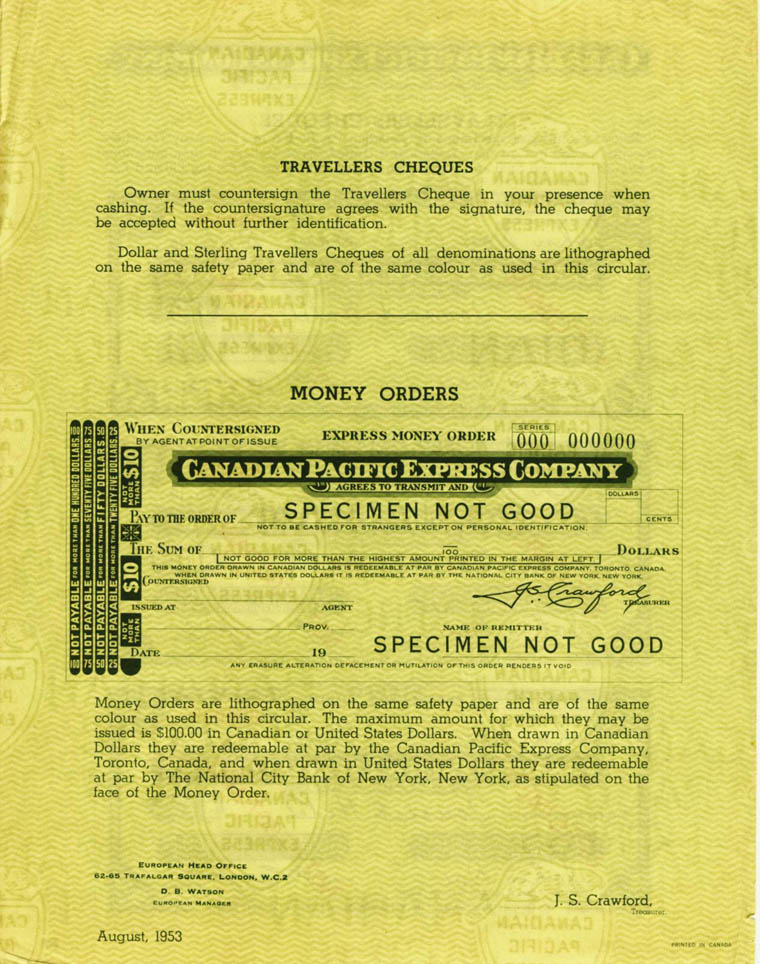 TRAVELLERS CHEQUES
Owner must countersign the Travellers Cheque in your presence when
cashing. If the countersignature agrees with the signature, the cheque may
be accepted without further identification.
Dollar and Sterling Travellers Cheques of all denominations are lithographed
on the same safety paper and are of the same colour as used in this circular.
MONEY ORDERS
WHEN COUNTERSIGNED
BY AGENT AT POINT OF ISSUE
EXPRESS MONEY ORDER
SERIES
000 000000
CANADIAN PACIFIC EXPRESS COMPANY
AGREES TO TRANSMIT AND
DOLLARS
CENTS
PAY TO THE ORDER OF SPECIMEN NOT GOOD
NOT TO BE CASHED FOR STRANGERS EXCEPT ON PERSONAL IDENTIFICATION.
THE SUM OF 100 DOLLARS
NOT GOOD FOR MORE THAN THE HIGHEST AMOUNT PRINTED IN THE MARGIN AT LEFT
THIS MONEY ORDER DRAWN IN CANADIAN DOLLARS IS REDEEMABLE AT PAR BY CANADIAN PACIFIC EXPRESS COMPANY, TORONTO, CANADA.
WHEN DRAWN IN UNITED STATES DOLLARS IT IS REDEEMABLE AT PAR BY THE NATIONAL CITY BANK OF NEW YORK, NEW YORK.
COUNTERSIGNED
J.S. Crawford
TREASURER
ISSUED AT AGENT
PROV.
NAME OF REMITTER
DATE 19 SPECIMEN NOT GOOD
ANY ERASURE ALTERATION DEFACEMENT OR MUTILATION OF THIS ORDER RENDERS IT VOID
100 NOT PAYABLE FOR MORE THAN ONE HUNDRED DOLLARS. 100
75 NOT PAYABLE FOR MORE THAN SEVENTY FIVE DOLLARS. 75
50 NOT PAYABLE FOR MORE THAN FIFTY DOLLARS. 50
25 NOT PAYABLE FOR MORE THAN TWENTY FIVE DOLLARS. 25
NOT MORE THAN $10
NOT MORE THAN $10
Money Orders are lithographed on the same safety paper and are of the same
colour as used in this circular. The maximum amount for which they may be
issued is $100.00 in Canadian or United States Dollars. When drawn in Canadian
Dollars they are redeemable at par by the Canadian Pacific Express Company,
Toronto, Canada, and when drawn in United States Dollars they are redeemable
at par by The National City Bank of New York, New York, as stipulated on the
face of the Money Order.
EUROPEAN HEAD OFFICE
62-65 TRAFALGAR SQUARE, LONDON, W.C.2
D. B. WATSON
EUROPEAN MANAGER
J. S. Crawford,
Treasurer.
August, 1953
PRINTED IN CANADA